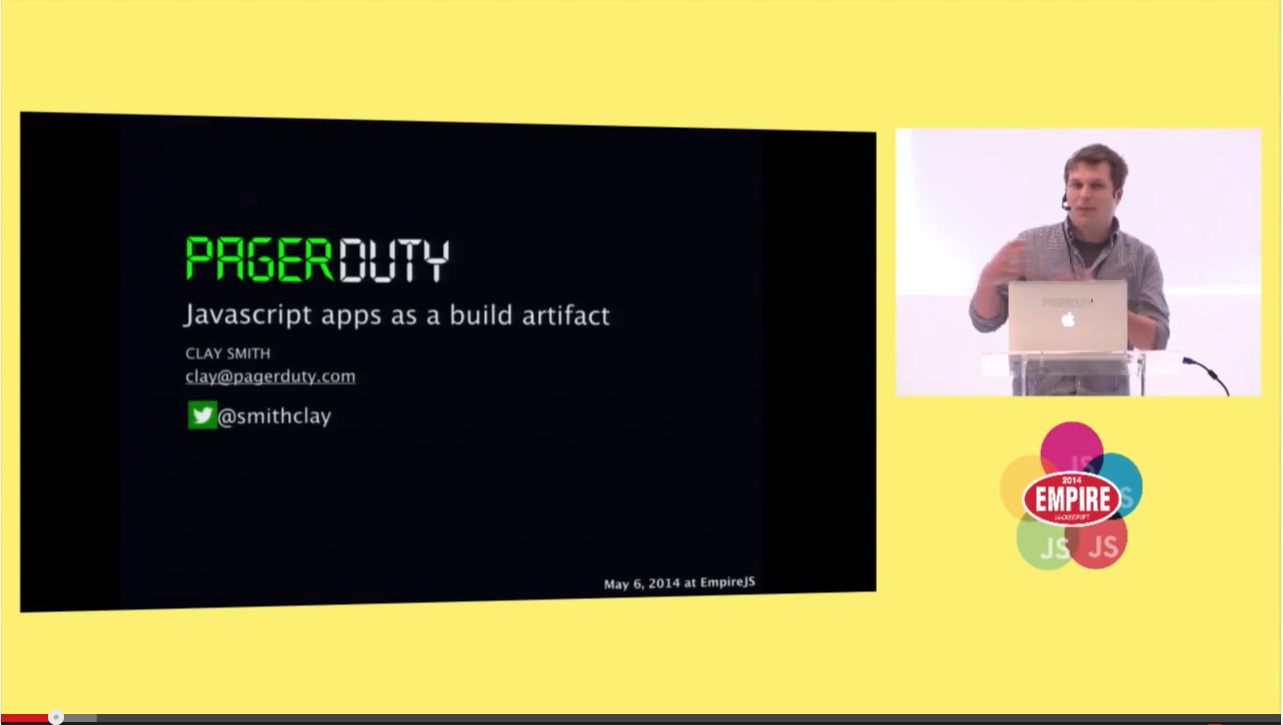 PAGERDUTY
Javascript apps as a build artifact
CLAY SMITH
clay@pagerduty.com
@smithclay
May 6, 2014 at EmpireJS
PAGERDUTY
JS
2014
EMPIRE
JAVASCRIPT
S
JS
JS